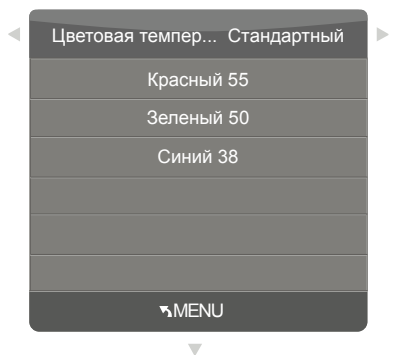 Цветовая темпер... Стандартный
Красный 55
Зеленый 50
Синий 38
MENU